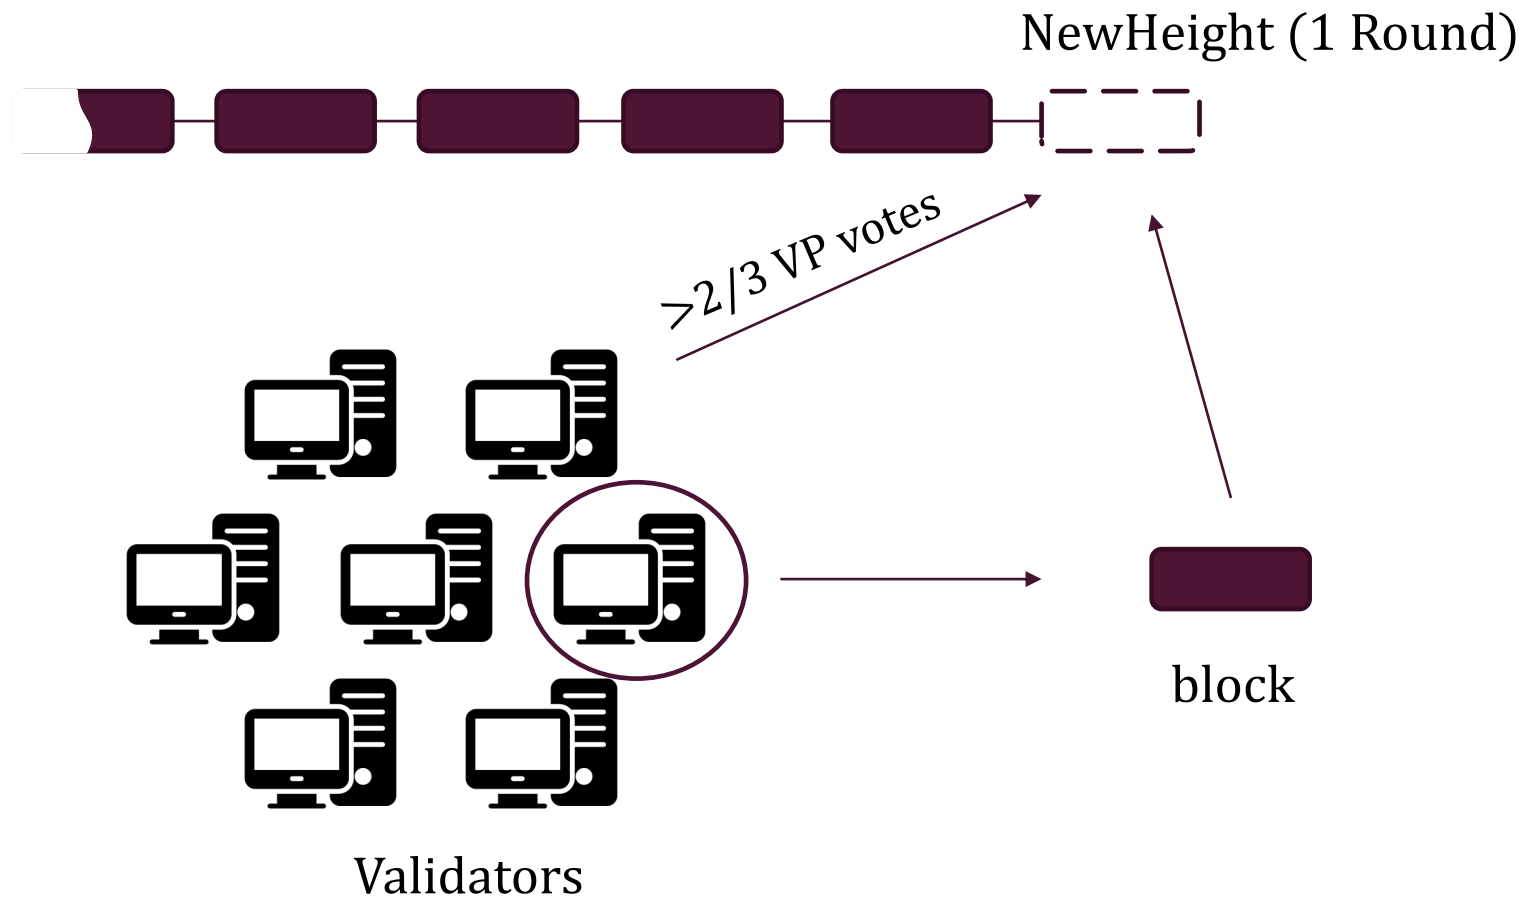 NewHeight (1 Round)
>2/3 VP votes
block
Validators